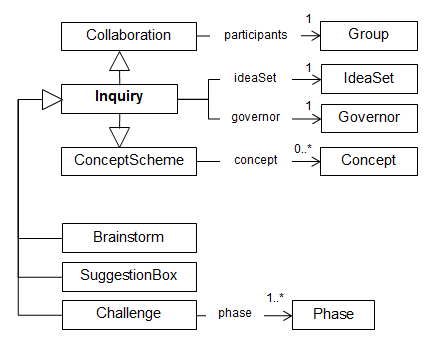 Collaboration participants 1 Group
Inquiry ideaSet 1 IdeaSet
governor 1 Governor
ConceptScheme concept 0..* Concept
Brainstorm
SuggestionBox
Challenge phase 1..* Phase